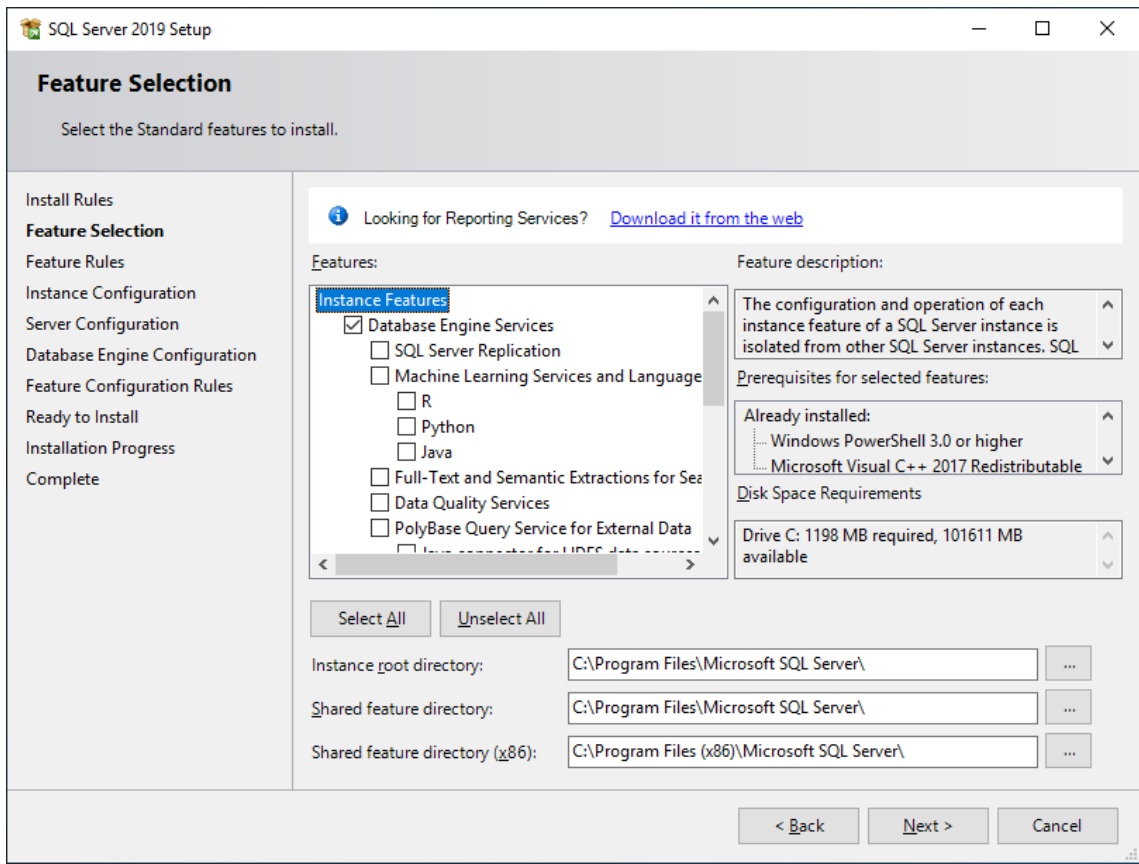 SQL Server 2019 Setup
Feature Selection
Select the Standard features to install.
Install Rules
Feature Selection
Feature Rules
Instance Configuration
Server Configuration
Database Engine Configuration
Feature Configuration Rules
Ready to Install
Installation Progress
Complete
Looking for Reporting Services? Download it from the web
Features:
Instance Features
Database Engine Services
SQL Server Replication
Machine Learning Services and Language
R
Python
Java
Full-Text and Semantic Extractions for Sea
Data Quality Services
PolyBase Query Service for External Data
Java connector for HDFS data sources
Feature description:
The configuration and operation of each
instance feature of a SQL Server instance is
isolated from other SQL Server instances. SQL
Prerequisites for selected features:
Already installed:
Windows PowerShell 3.0 or higher
Microsoft Visual C++ 2017 Redistributable
Disk Space Requirements
Drive C: 1198 MB required, 101611 MB
available
Select All Unselect All
Instance root directory: C:\Program Files\Microsoft SQL Server\ ...
Shared feature directory: C:\Program Files\Microsoft SQL Server\ ...
Shared feature directory (x86): C:\Program Files (x86)\Microsoft SQL Server\ ...
< Back Next > Cancel